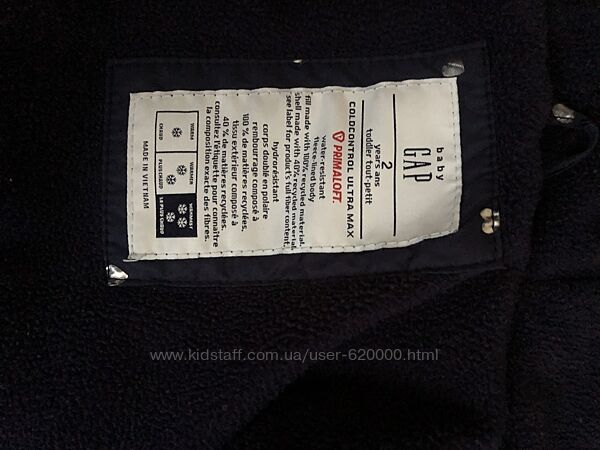 baby
GAP
2
years ans
toddler tout-petit
COLDCONTROL ULTRA MAX
PRIMALOFT
water-resistant
fleece-lined body
*fill made with 100% recycled material.
shell made with 40% recycled material.
see label for product's full fiber content.
hydrorésistant
corps doublé en polaire
rembourrage composé à
100 % de matières recyclées.
tissu extérieur composé à
40 % de matières recyclées.
consultez l'étiquette pour connaître
la composition exacte des fibres.
WARM WARMER WARMEST
CHAUD PLUS CHAUD LE PLUS CHAUD
MADE IN VIETNAM
www.kidstaff.com.ua/user-620000.html